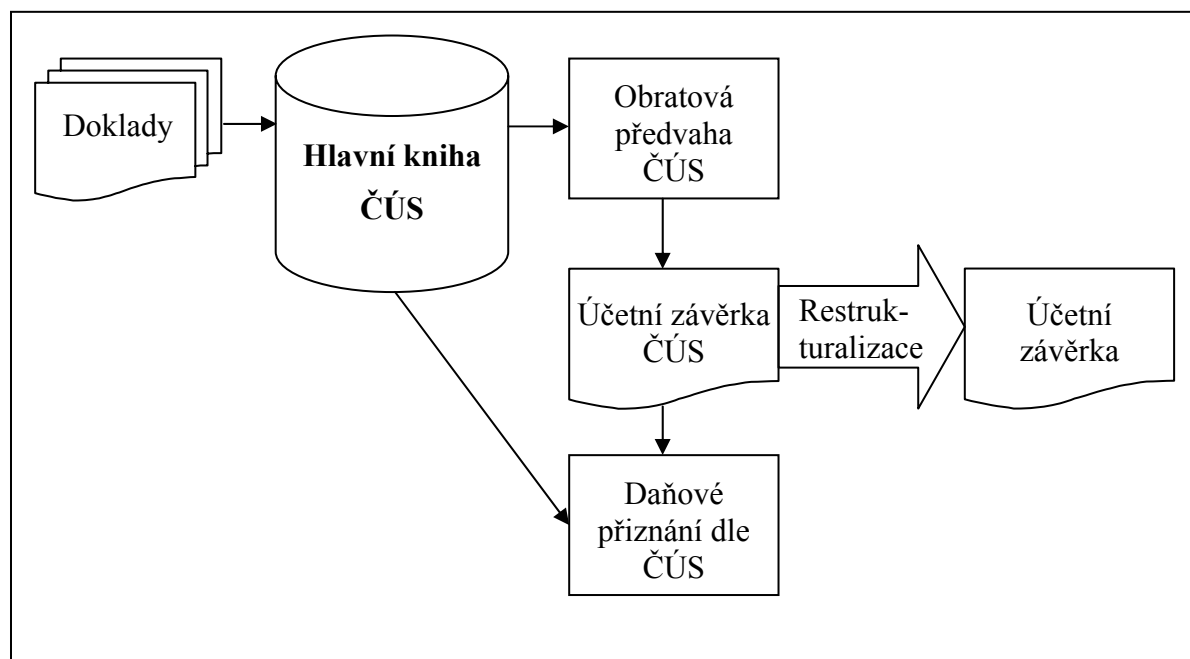 Doklady
Hlavní kniha
ČÚS
Obratová
předvaha
ČÚS
Účetní závěrka
ČÚS
Restruk-
turalizace
Účetní
závěrka
Daňové
přiznání dle
ČÚS